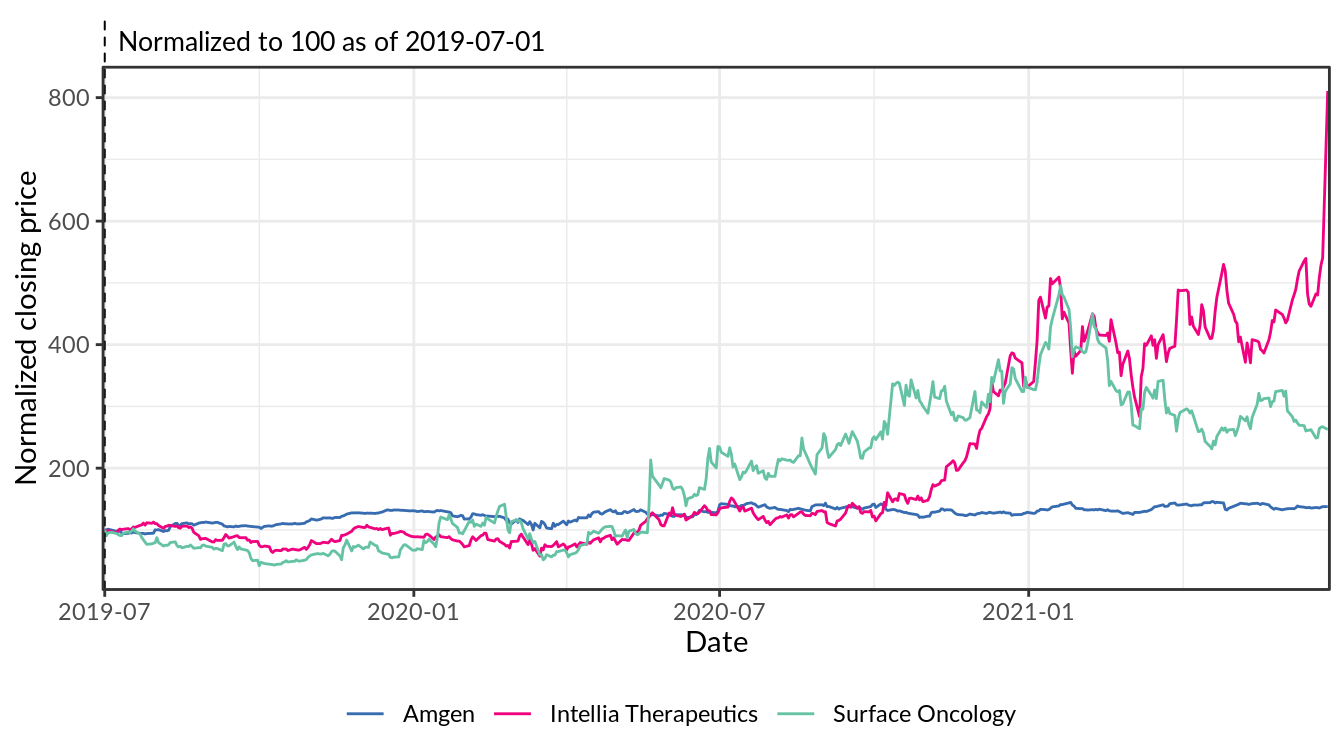 Normalized to 100 as of 2019-07-01
Normalized closing price
800
600
400
200
2019-07 2020-01 2020-07 2021-01
Date
Amgen Intellia Therapeutics Surface Oncology